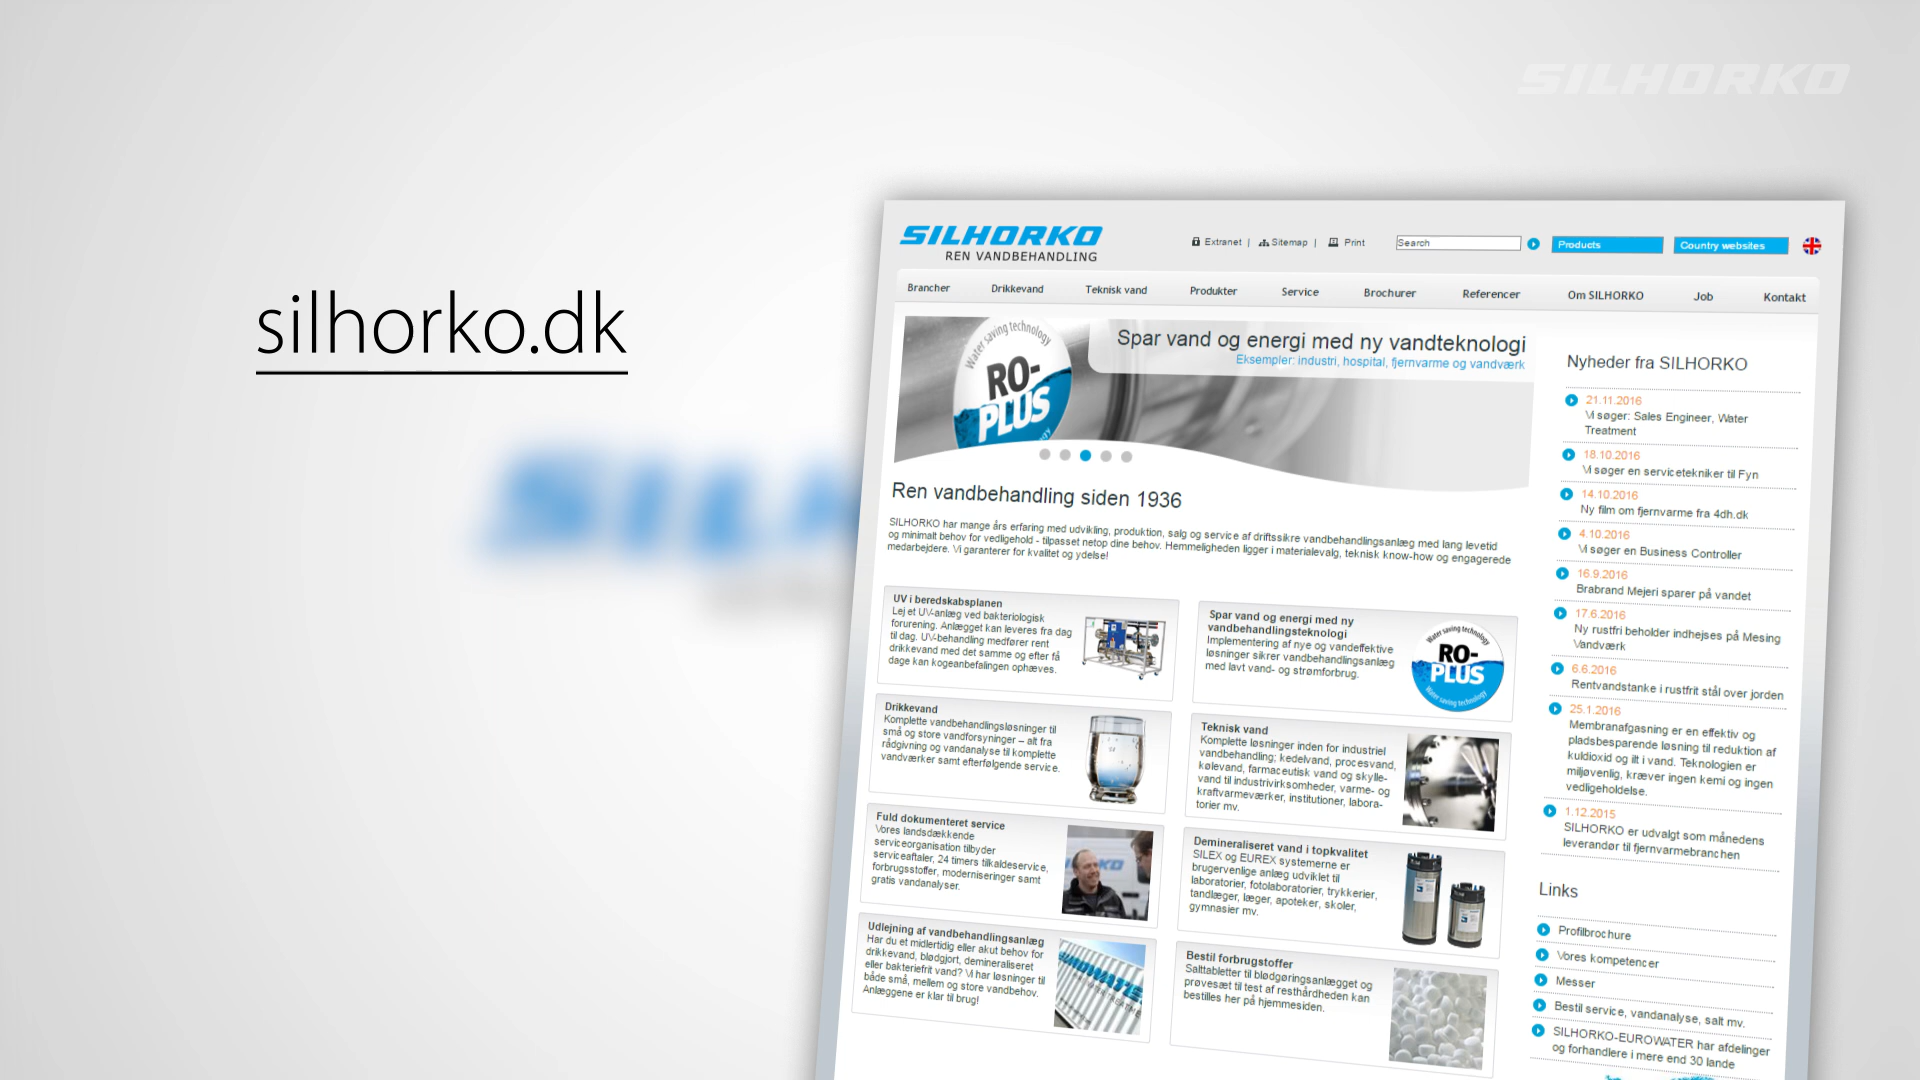 SILHORKO
silhorko.dk
SILHORKO
REN VANDBEHANDLING
Extranet |
Sitemap |
Print
Search
Products
Country websites
Brancher
Drikkevand
Teknisk vand
Produkter
Service
Brochurer
Referencer
Om SILHORKO
Job
Kontakt
Water saving technology
RO-
PLUS
Spar vand og energi med ny vandteknologi
Eksempler: industri, hospital, fjernvarme og vandværk
Ren vandbehandling siden 1936
SILHORKO har mange års erfaring med udvikling, produktion, salg og service af driftssikre vandbehandlingsanlæg med lang levetid
og minimalt behov for vedligehold - tilpasset netop dine behov. Hemmeligheden ligger i materialevalg, teknisk know-how og engagerede
medarbejdere. Vi garanterer for kvalitet og ydelse!
UV i beredskabsplanen
Lej et UV-anlæg ved bakteriologisk
forurening. Anlægget kan leveres fra dag
til dag. UV-behandling medfører rent
drikkevand med det samme og efter få
dage kan kogeanbefalingen ophæves.
Spar vand og energi med ny
vandbehandlingsteknologi
Implementering af nye og vandeffektive
løsninger sikrer vandbehandlingsanlæg
med lavt vand- og strømforbrug.
Water saving technology
RO-
PLUS
Water saving technology
Drikkevand
Komplette vandbehandlingsløsninger til
små og store vandforsyninger – alt fra
rådgivning og vandanalyse til komplette
vandværker samt efterfølgende service.
Teknisk vand
Komplette løsninger inden for industriel
vandbehandling; kedelvand, procesvand,
kølevand, farmaceutisk vand og skylle-
vand til industrivirksomheder, varme- og
kraftvarmeværker, institutioner, labora-
torier mv.
Fuld dokumenteret service
Vores landsdækkende
serviceorganisation tilbyder
serviceaftaler, 24 timers tilkaldeservice,
forbrugsstoffer, moderniseringer samt
gratis vandanalyser.
Demineraliseret vand i topkvalitet
SILEX og EUREX systemerne er
brugervenlige anlæg udviklet til
laboratorier, fotolaboratorier, trykkerier,
tandlæger, læger, apoteker, skoler,
gymnasier mv.
Udlejning af vandbehandlingsanlæg
Har du et midlertidig eller akut behov for
drikkevand, blødgjort, demineraliseret
eller bakteriefrit vand? Vi har løsninger til
både små, mellem og store vandbehov.
Anlæggene er klar til brug!
Bestil forbrugsstoffer
Salttabletter til blødgøringsanlægget og
prøvesæt til test af resthårdheden kan
bestilles her på hjemmesiden.
Nyheder fra SILHORKO
21.11.2016
Vi søger: Sales Engineer, Water
Treatment
18.10.2016
Vi søger en servicetekniker til Fyn
14.10.2016
Ny film om fjernvarme fra 4dh.dk
4.10.2016
Vi søger en Business Controller
16.9.2016
Brabrand Mejeri sparer på vandet
17.6.2016
Ny rustfri beholder indhejses på Mesing
Vandværk
6.6.2016
Rentvandstanke i rustfrit stål over jorden
25.1.2016
Membranafgasning er en effektiv og
pladsbesparende løsning til reduktion af
kuldioxid og ilt i vand. Teknologien er
miljøvenlig, kræver ingen kemi og ingen
vedligeholdelse.
1.12.2015
SILHORKO er udvalgt som månedens
leverandør til fjernvarmebranchen
Links
Profilbrochure
Vores kompetencer
Messer
Bestil service, vandanalyse, salt mv.
SILHORKO-EUROWATER har afdelinger
og forhandlere i mere end 30 lande